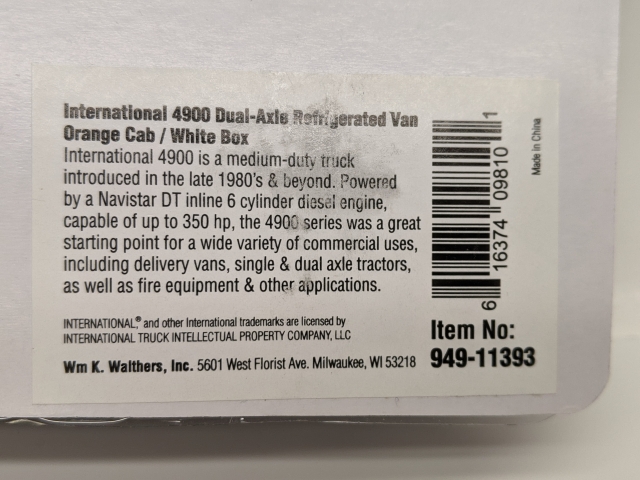 International 4900 Dual-Axle Refrigerated Van
Orange Cab / White Box
International 4900 is a medium-duty truck
introduced in the late 1980's & beyond. Powered
by a Navistar DT inline 6 cylinder diesel engine,
capable of up to 350 hp, the 4900 series was a great
starting point for a wide variety of commercial uses,
including delivery vans, single & dual axle tractors,
as well as fire equipment & other applications.
INTERNATIONAL,® and other International trademarks are licensed by
INTERNATIONAL TRUCK INTELLECTUAL PROPERTY COMPANY, LLC
Wm K. Walthers, Inc. 5601 West Florist Ave. Milwaukee, WI 53218
6 16374 09810 1
Made In China
Item No:
949-11393